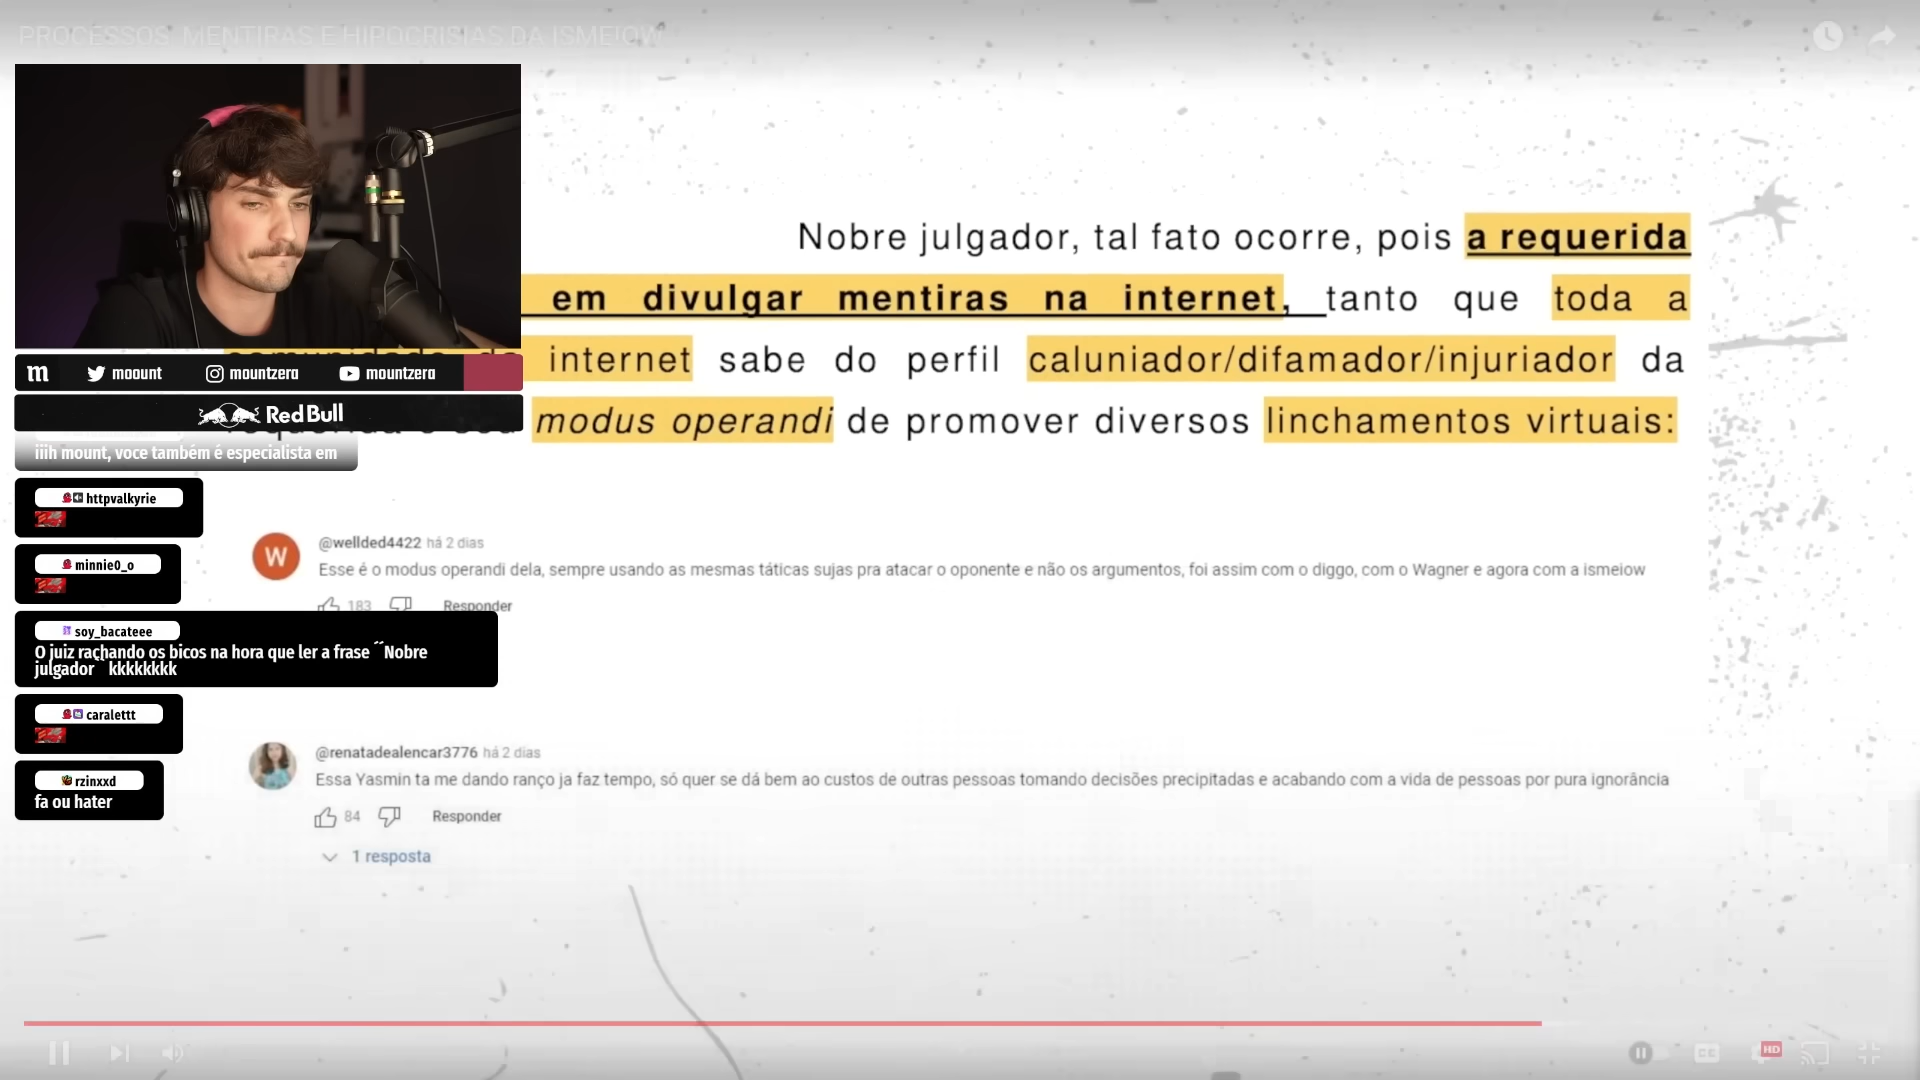 PROCESSOS, MENTIRAS E HIPOCRISIAS DA ISMEIOW
Nobre julgador, tal fato ocorre, pois a requerida
em divulgar mentiras na internet, tanto que toda a
internet sabe do perfil caluniador/difamador/injuriador da
modus operandi de promover diversos linchamentos virtuais:
m moount mountzera mountzera
Red Bull
iiih mount, voce também é especialista em
httpvalkyrie
minnie0_o
soy_bacateee
O juiz rachando os bicos na hora que ler a frase ´´Nobre
julgador`` kkkkkkkk
caralettt
rzinxxd
fa ou hater
W
@wellded4422 há 2 dias
Esse é o modus operandi dela, sempre usando as mesmas táticas sujas pra atacar o oponente e não os argumentos, foi assim com o diggo, com o Wagner e agora com a ismeiow
183 Responder
@renatadealencar3776 há 2 dias
Essa Yasmin ta me dando ranço ja faz tempo, só quer se dá bem ao custos de outras pessoas tomando decisões precipitadas e acabando com a vida de pessoas por pura ignorância
84 Responder
1 resposta
CC HD